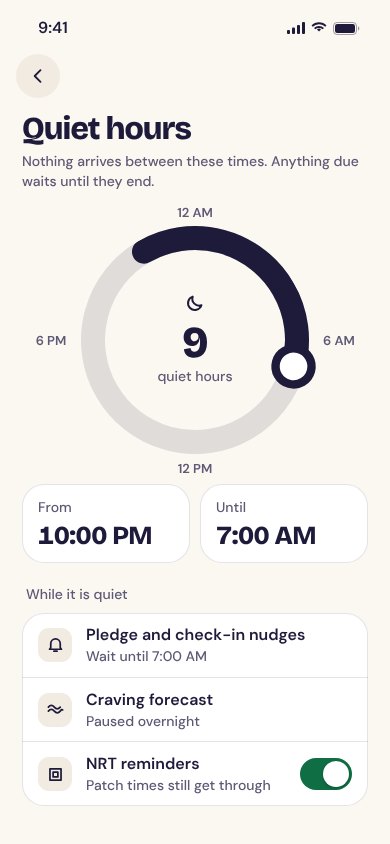 9:41
Quiet hours
Nothing arrives between these times. Anything due
waits until they end.
12 AM
6 PM
9
quiet hours
6 AM
12 PM
From
10:00 PM
Until
7:00 AM
While it is quiet
Pledge and check-in nudges
Wait until 7:00 AM
Craving forecast
Paused overnight
NRT reminders
Patch times still get through